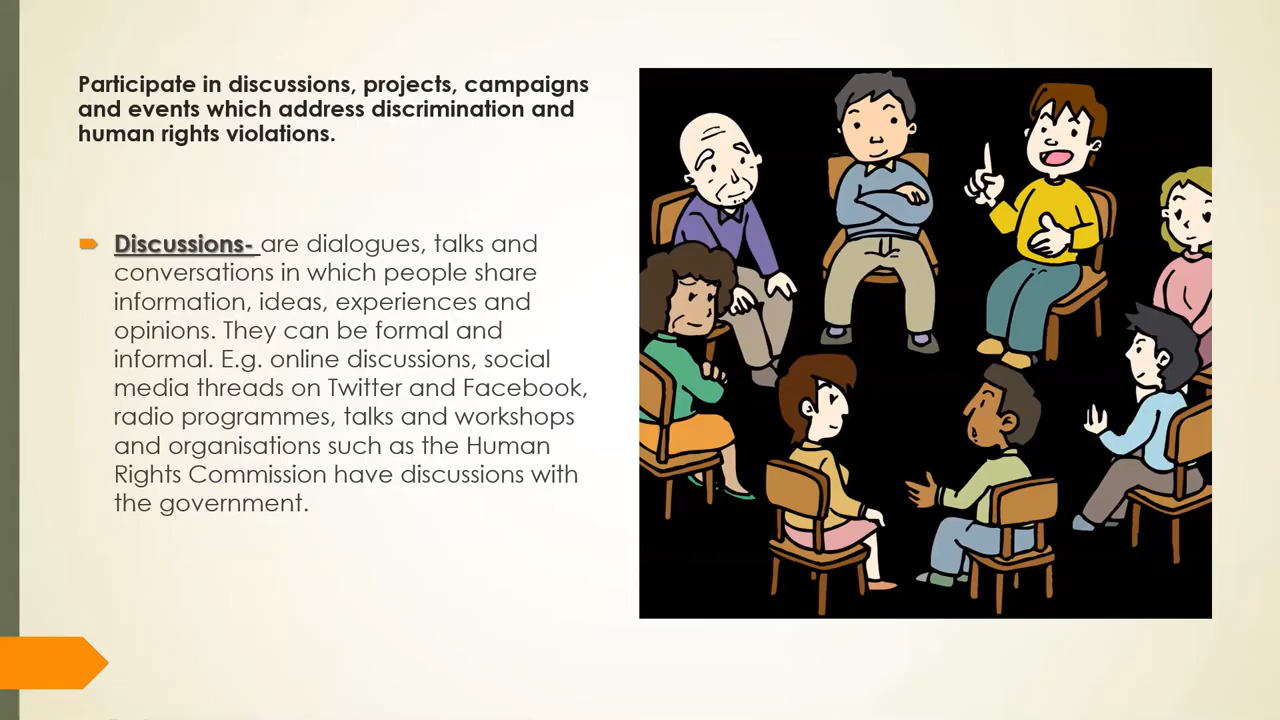 Participate in discussions, projects, campaigns
and events which address discrimination and
human rights violations.
Discussions- are dialogues, talks and
conversations in which people share
information, ideas, experiences and
opinions. They can be formal and
informal. E.g. online discussions, social
media threads on Twitter and Facebook,
radio programmes, talks and workshops
and organisations such as the Human
Rights Commission have discussions with
the government.